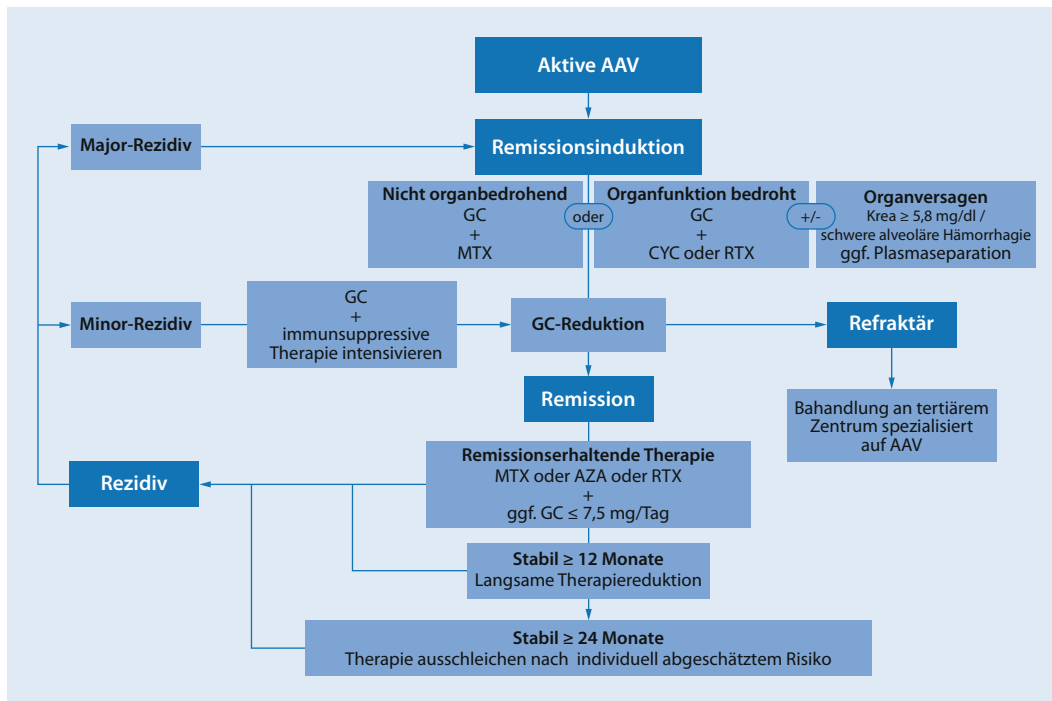 Aktive AAV
Major-Rezidiv
Remissionsinduktion
Nicht organbedrohend
GC
+
MTX
oder
Organfunktion bedroht
GC
+
CYC oder RTX
+/-
Organversagen
Krea ≥ 5,8 mg/dl /
schwere alveoläre Hämorrhagie
ggf. Plasmaseparation
Minor-Rezidiv
GC
+
immunsuppressive
Therapie intensivieren
GC-Reduktion
Refraktär
Remission
Bahandlung an tertiärem
Zentrum spezialisiert
auf AAV
Rezidiv
Remissionserhaltende Therapie
MTX oder AZA oder RTX
+
ggf. GC ≤ 7,5 mg/Tag
Stabil ≥ 12 Monate
Langsame Therapiereduktion
Stabil ≥ 24 Monate
Therapie ausschleichen nach individuell abgeschätztem Risiko